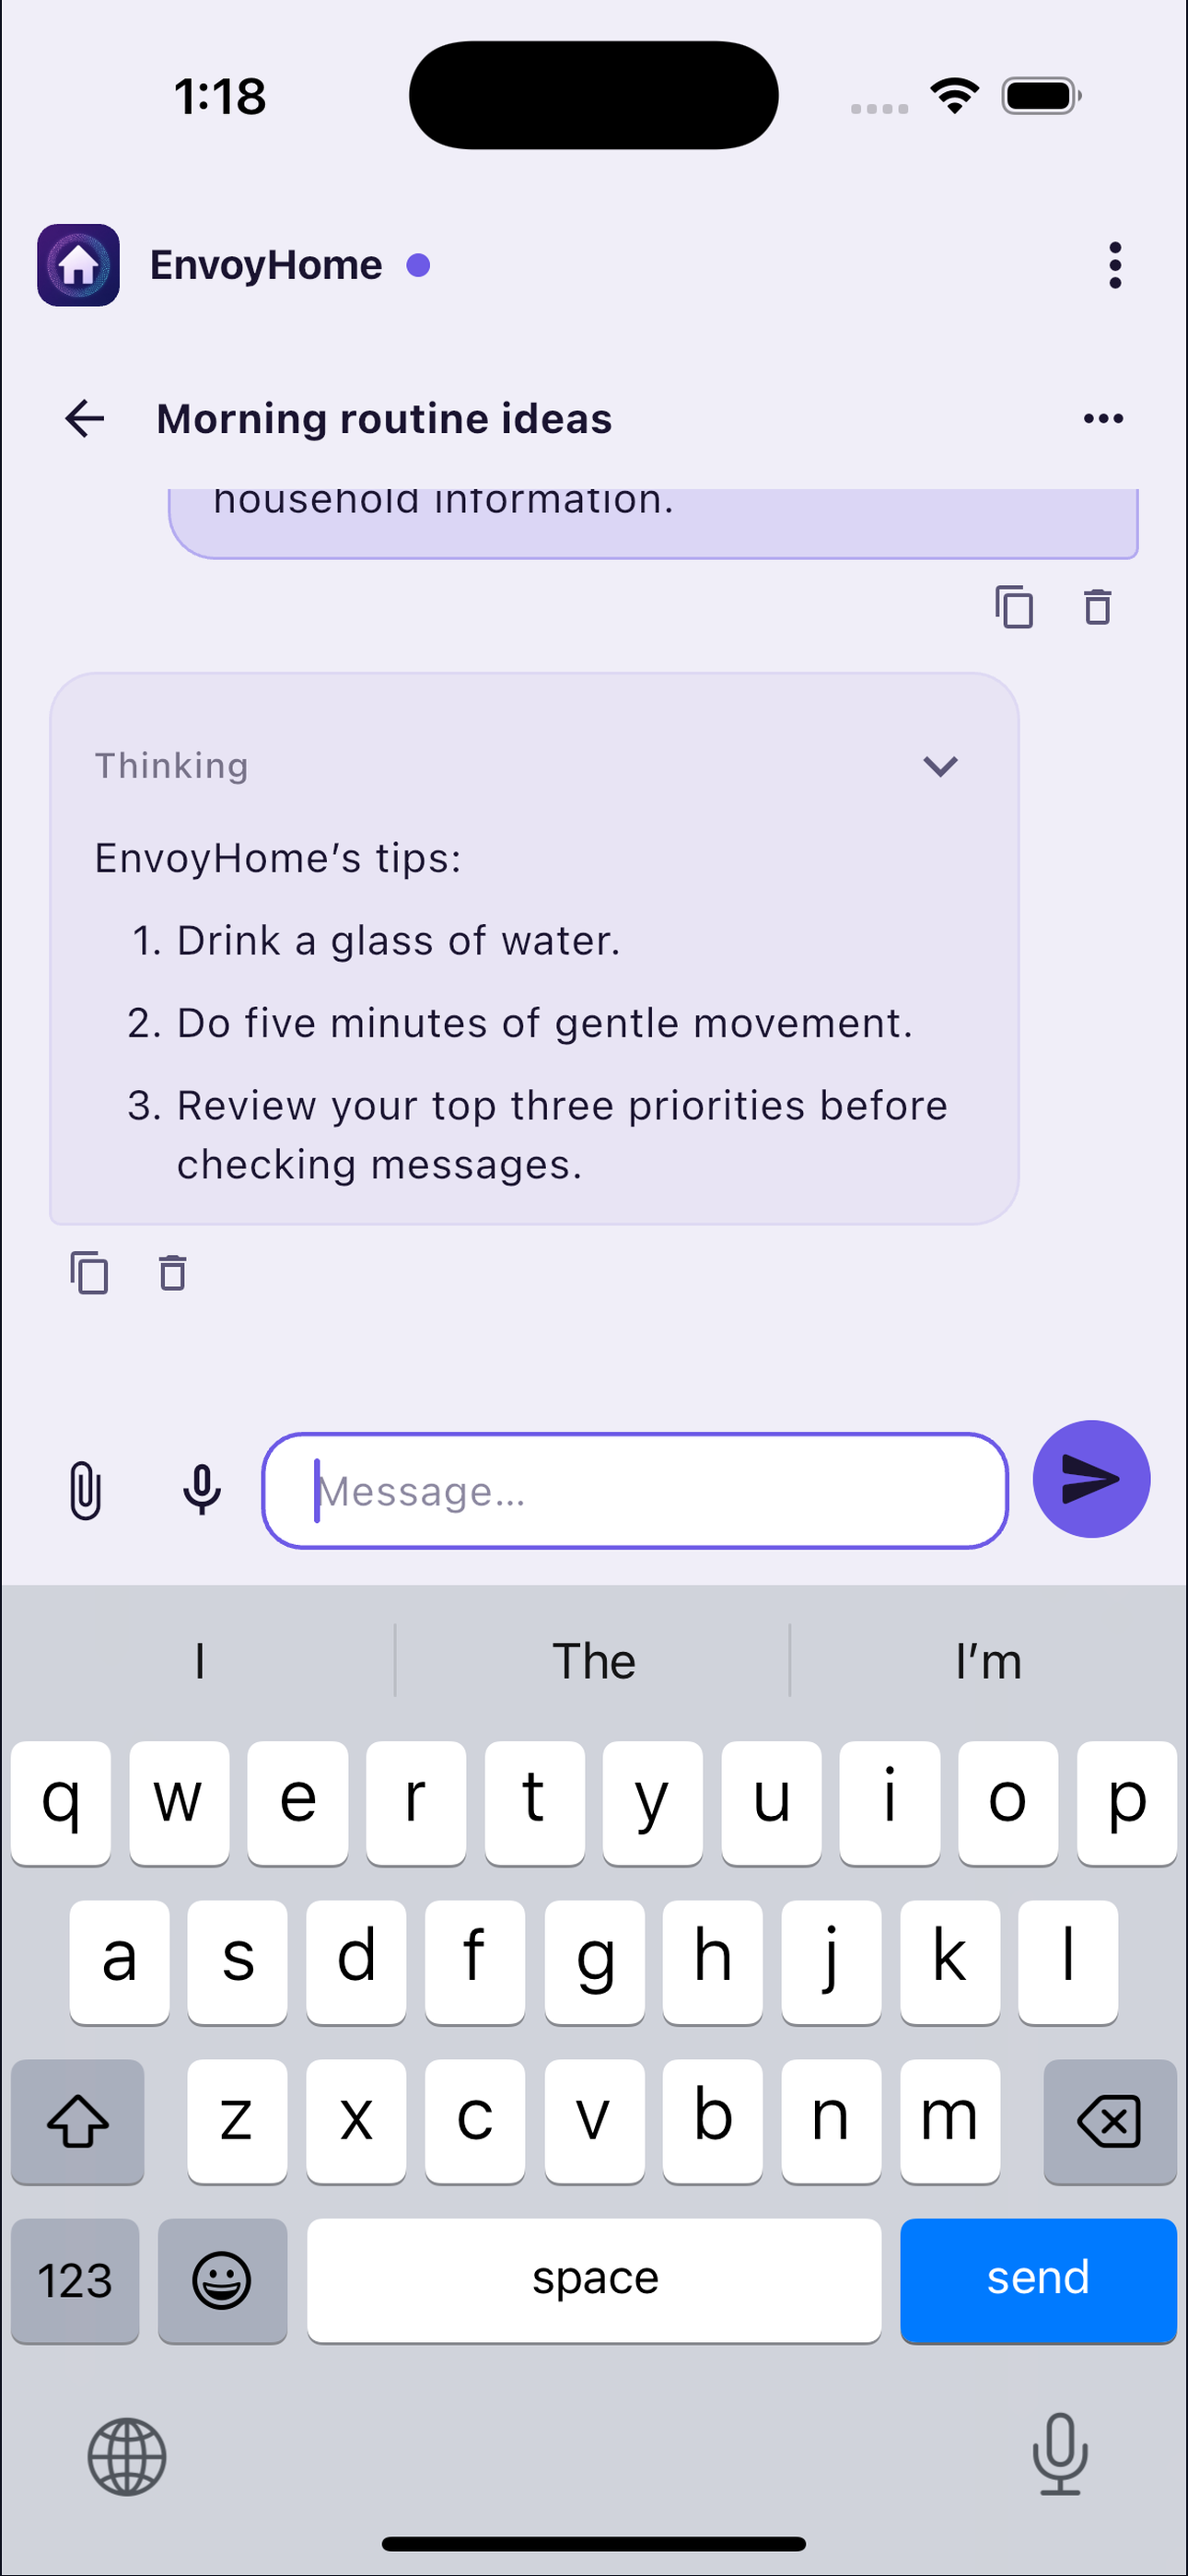 1:18
EnvoyHome
Morning routine ideas
household information.
Thinking
EnvoyHome’s tips:
1. Drink a glass of water.
2. Do five minutes of gentle movement.
3. Review your top three priorities before
checking messages.
Message...
I The I’m
q w e r t y u i o p
a s d f g h j k l
z x c v b n m
123 space send